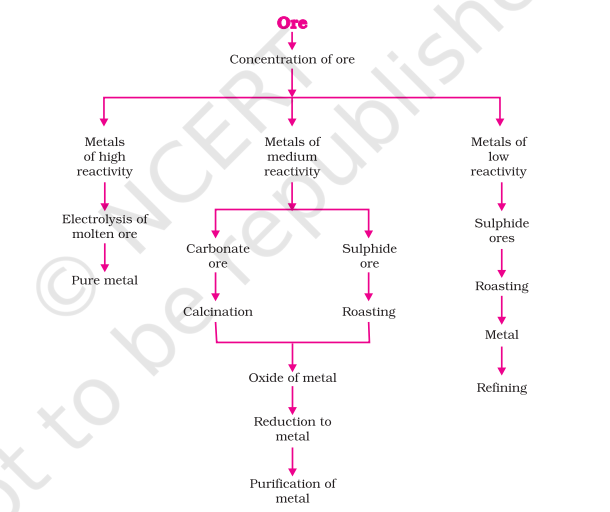 Ore
Concentration of ore
Metals
of high
reactivity
Electrolysis of
molten ore
Pure metal
Metals of
medium
reactivity
Carbonate
ore
Calcination
Sulphide
ore
Roasting
Oxide of metal
Reduction to
metal
Purification of
metal
Metals of
low
reactivity
Sulphide
ores
Roasting
Metal
Refining
© NCERT
not to be republished